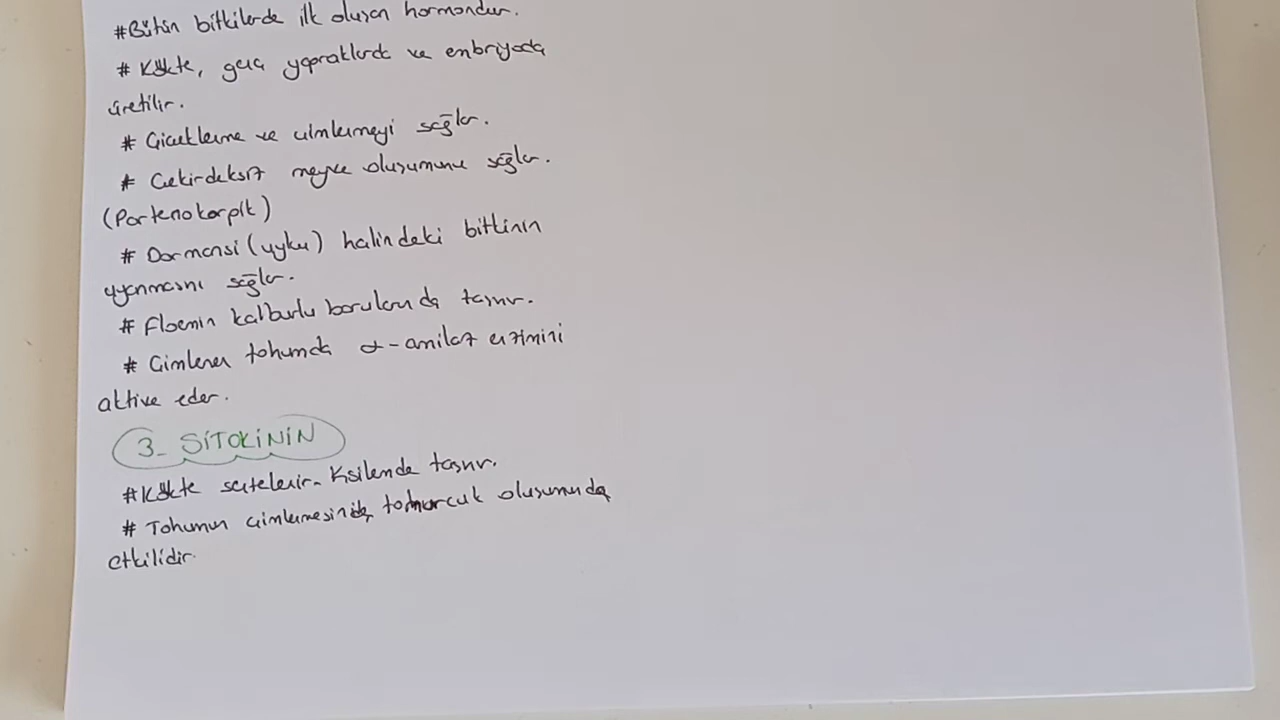 #Bütün bitkilerde ilk oluşan hormondur.
# Kökte, genç yapraklarda ve enbriyoda
üretilir.
# Çiçeklenme ve çimlenmeyi sağlar.
# Çekirdeksiz meyve oluşumunu sağlar.
(Partenokarpik)
# Dormansi (uyku) halindeki bitkinin
uyanmasını sağlar.
# Floemin kalburlu borularında taşınır.
# Çimlenen tohumda α-amilaz enzimini
aktive eder.
3- SİTOKİNİN
#Kökte sentezlenir. Ksilemde taşınır.
# Tohumun çimlenmesinde, tomurcuk oluşumunda
etkilidir.